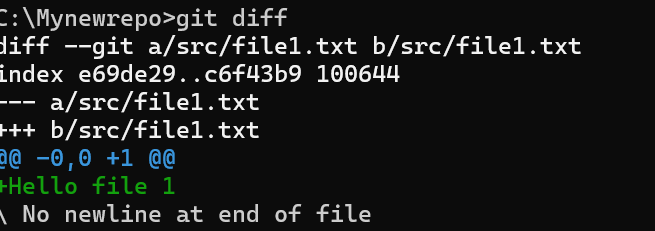 C:\Mynewrepo>git diff
diff --git a/src/file1.txt b/src/file1.txt
index e69de29..c6f43b9 100644
--- a/src/file1.txt
+++ b/src/file1.txt
@@ -0,0 +1 @@
+Hello file 1
\ No newline at end of file